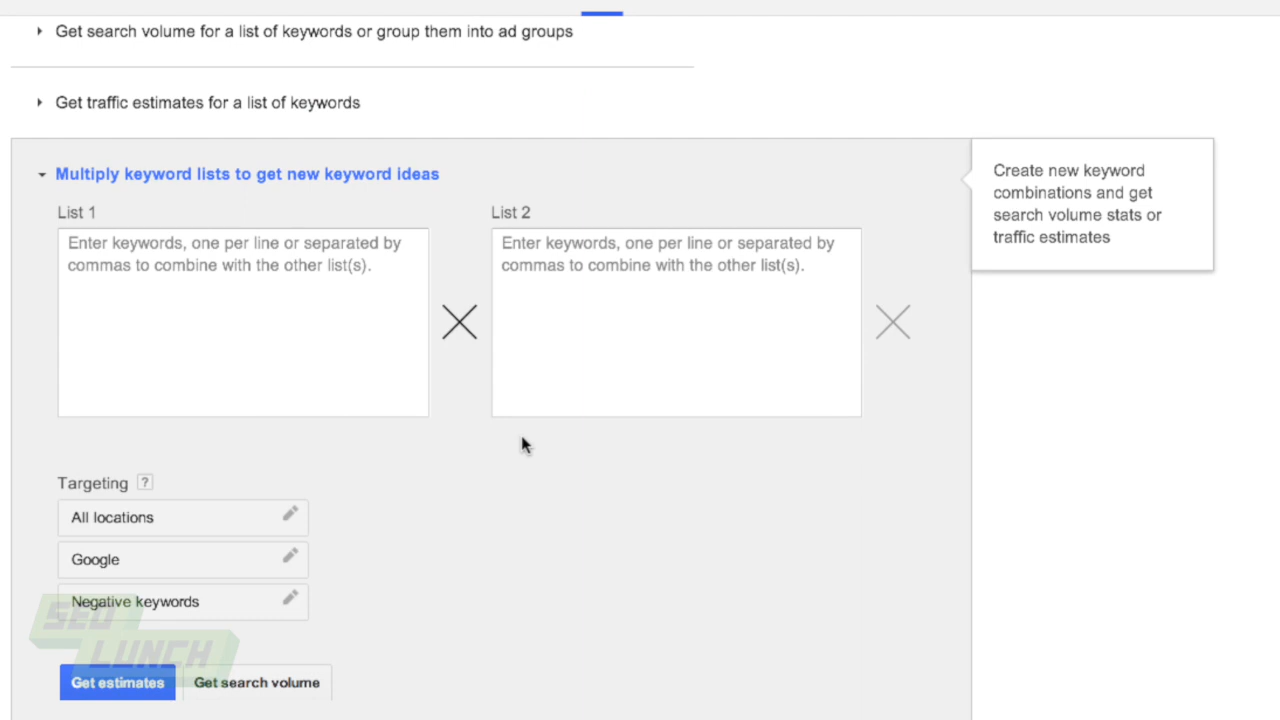 Get search volume for a list of keywords or group them into ad groups
Get traffic estimates for a list of keywords
Multiply keyword lists to get new keyword ideas
Create new keyword
combinations and get
search volume stats or
traffic estimates
List 1
List 2
Enter keywords, one per line or separated by
commas to combine with the other list(s).
Enter keywords, one per line or separated by
commas to combine with the other list(s).
Targeting ?
All locations
Google
Negative keywords
SEO
LUNCH
Get estimates
Get search volume